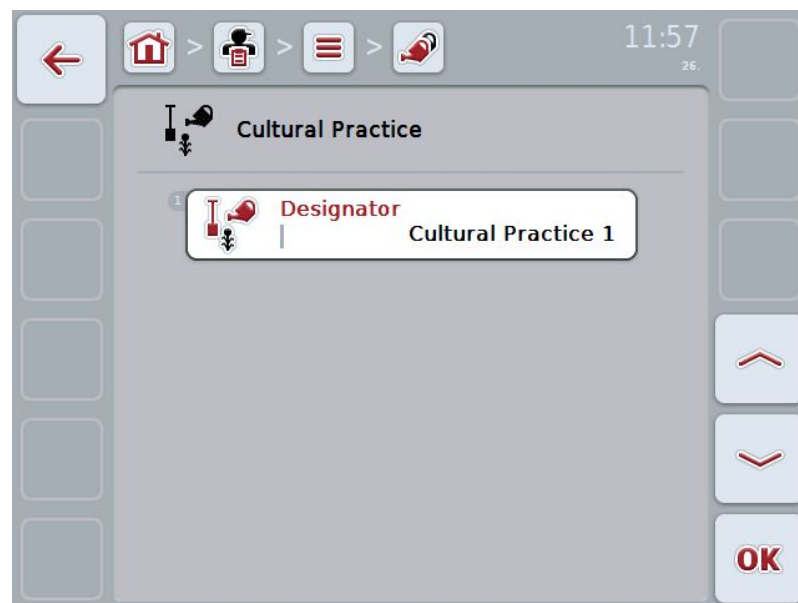 > > >
11:57
26.
Cultural Practice
1
Designator
Cultural Practice 1
OK